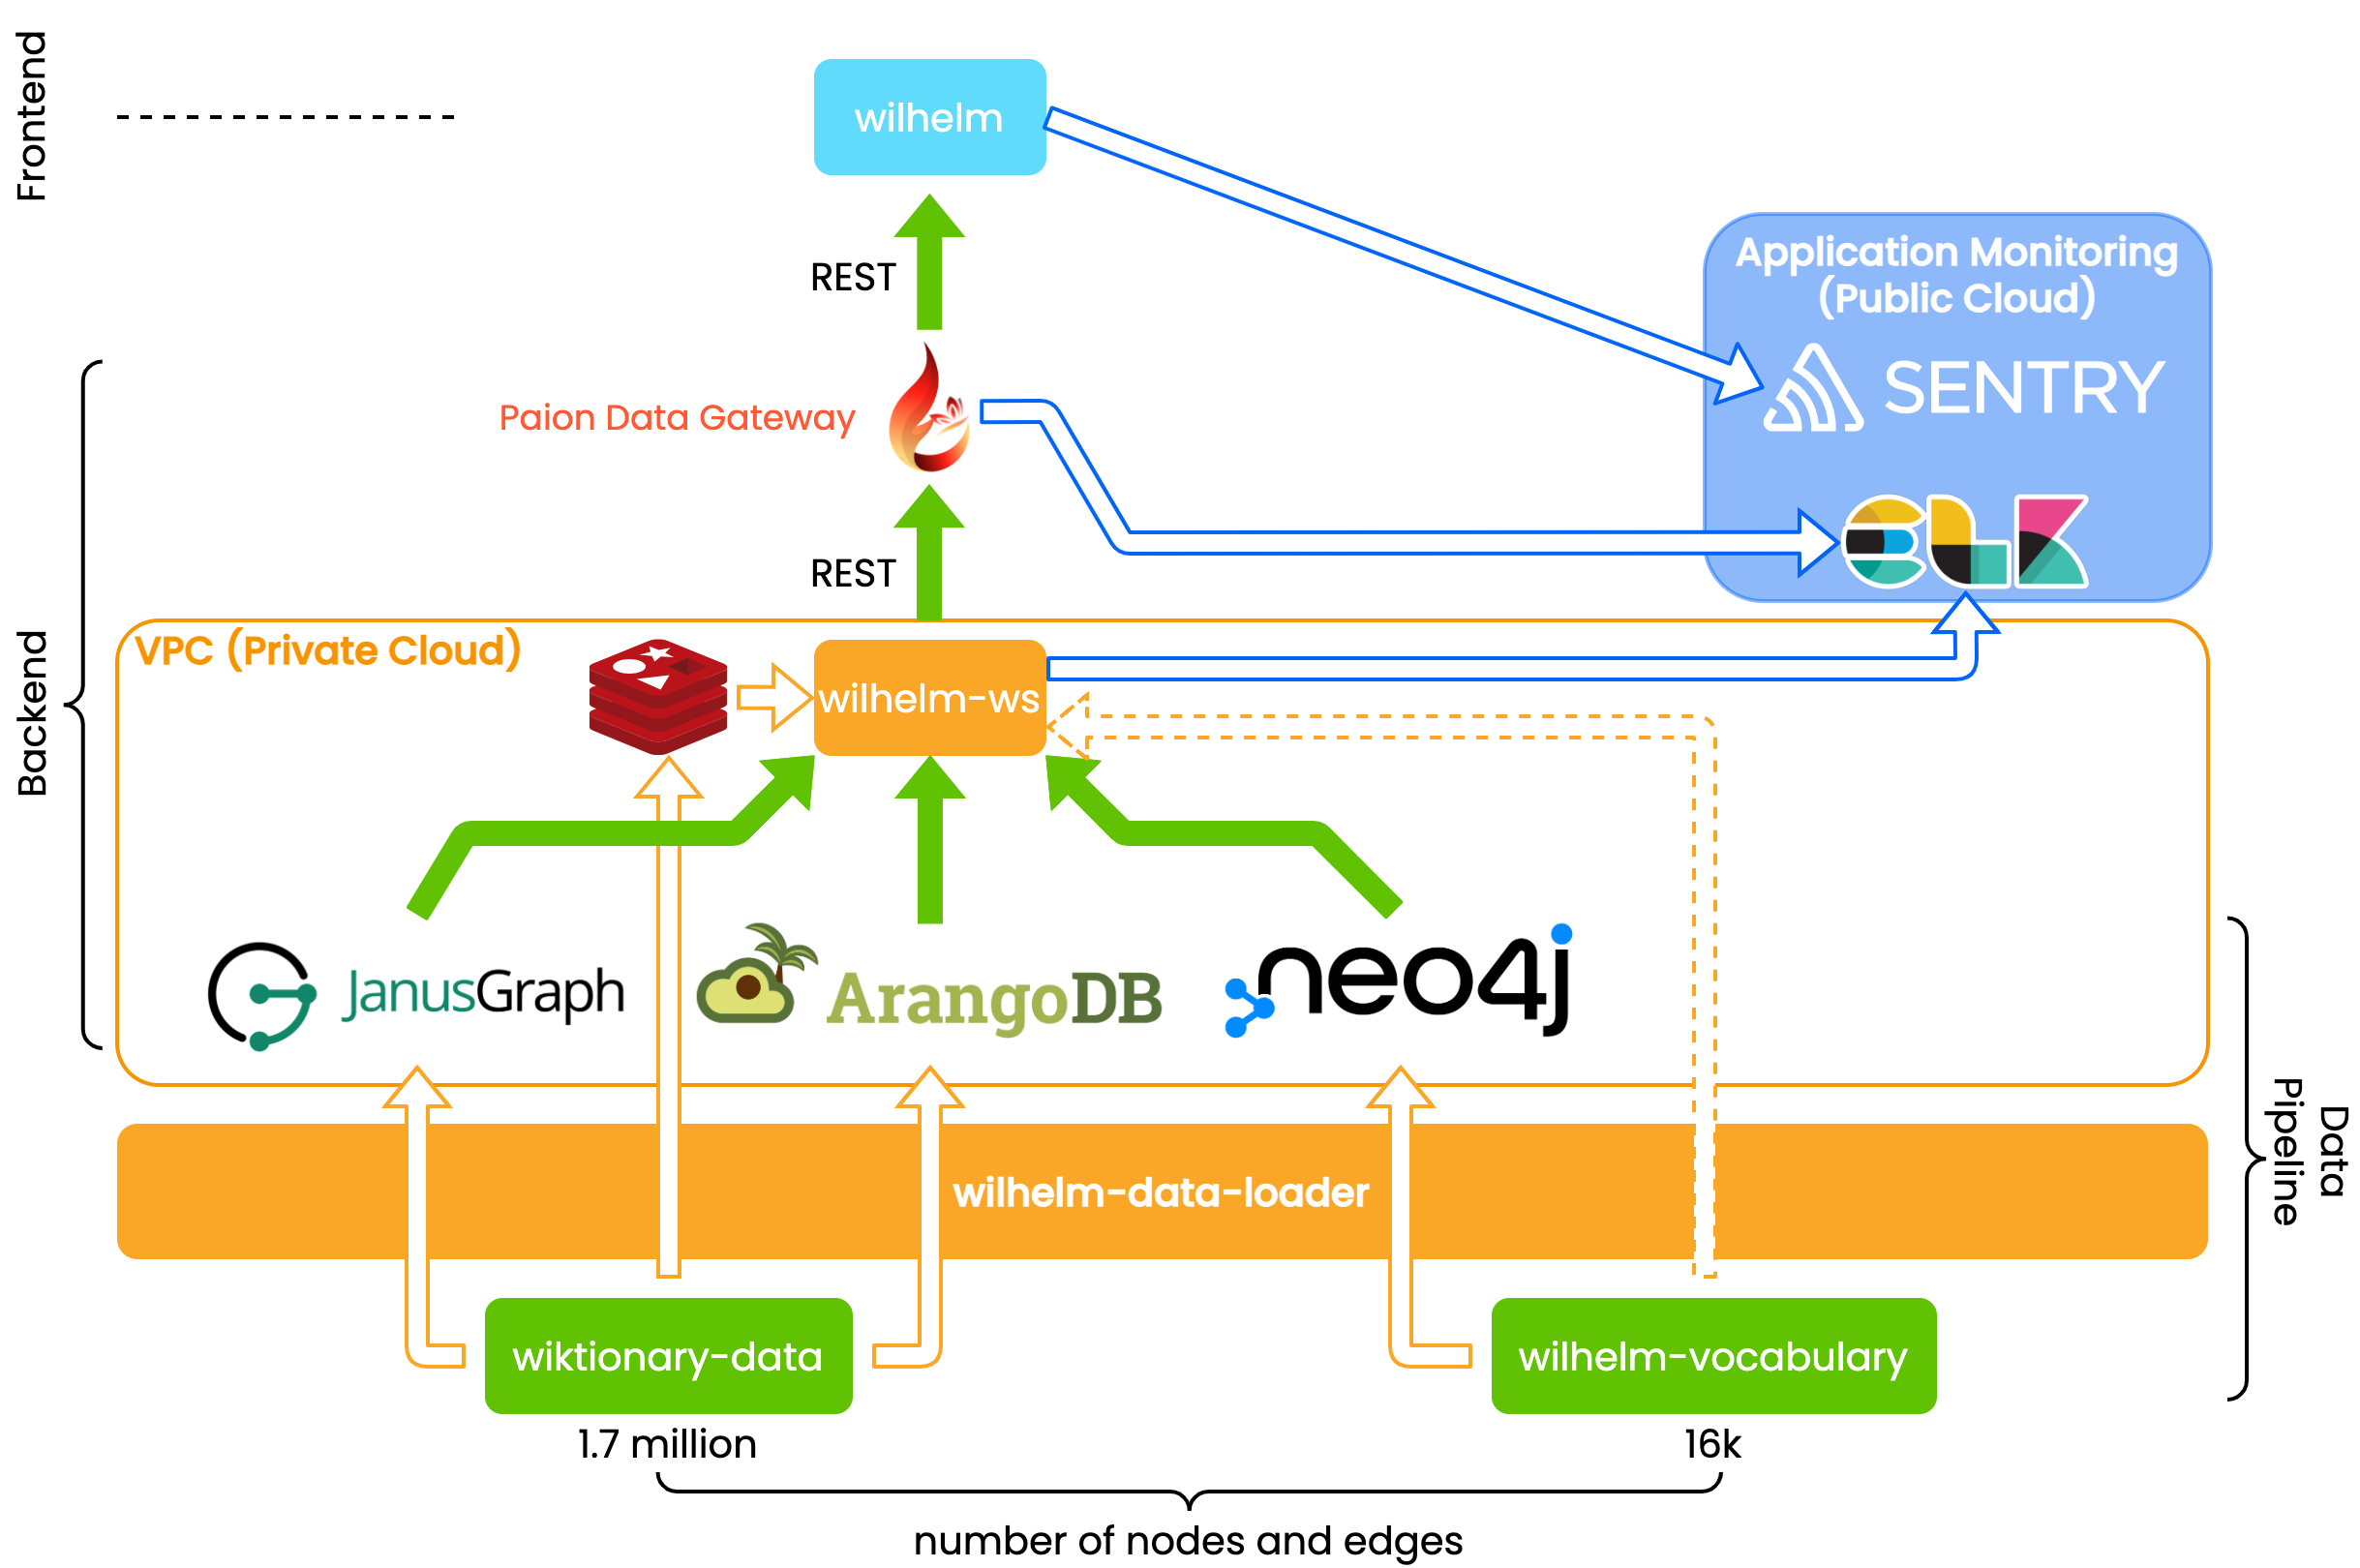 Frontend
wilhelm
Application Monitoring
(Public Cloud)
REST
SENTRY
Paion Data Gateway
ELK
REST
Backend
VPC (Private Cloud)
wilhelm-ws
JanusGraph
ArangoDB
neo4j
Data
Pipeline
wilhelm-data-loader
wiktionary-data
wilhelm-vocabulary
1.7 million
16k
number of nodes and edges